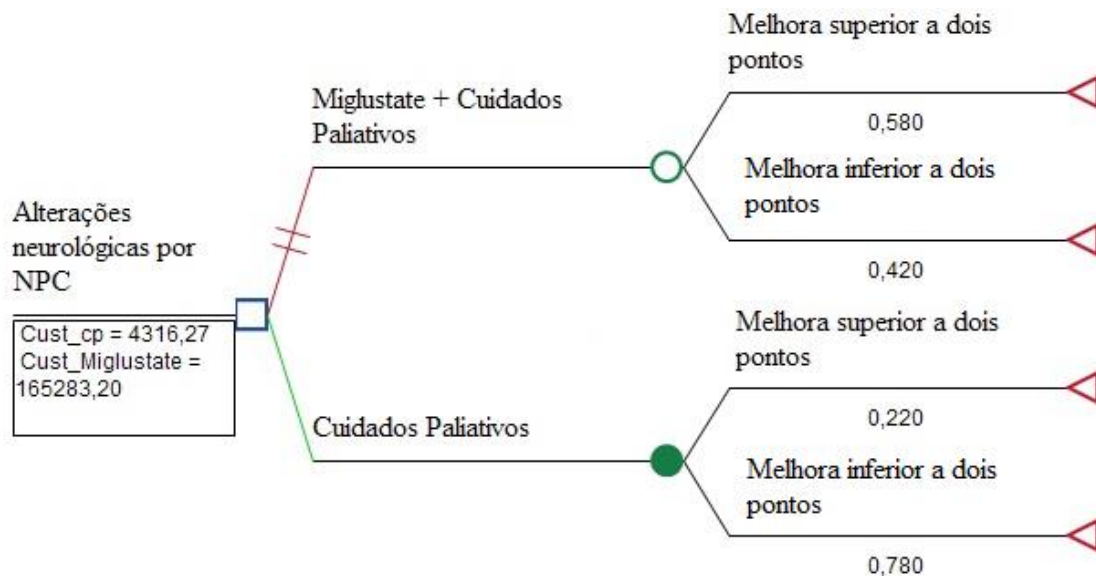 Melhora superior a dois
pontos
0,580
Miglustate + Cuidados
Paliativos
Melhora inferior a dois
pontos
0,420
Alterações
neurológicas por
NPC
Cust_cp = 4316,27
Cust_Miglustate =
165283,20
Melhora superior a dois
pontos
0,220
Cuidados Paliativos
Melhora inferior a dois
pontos
0,780